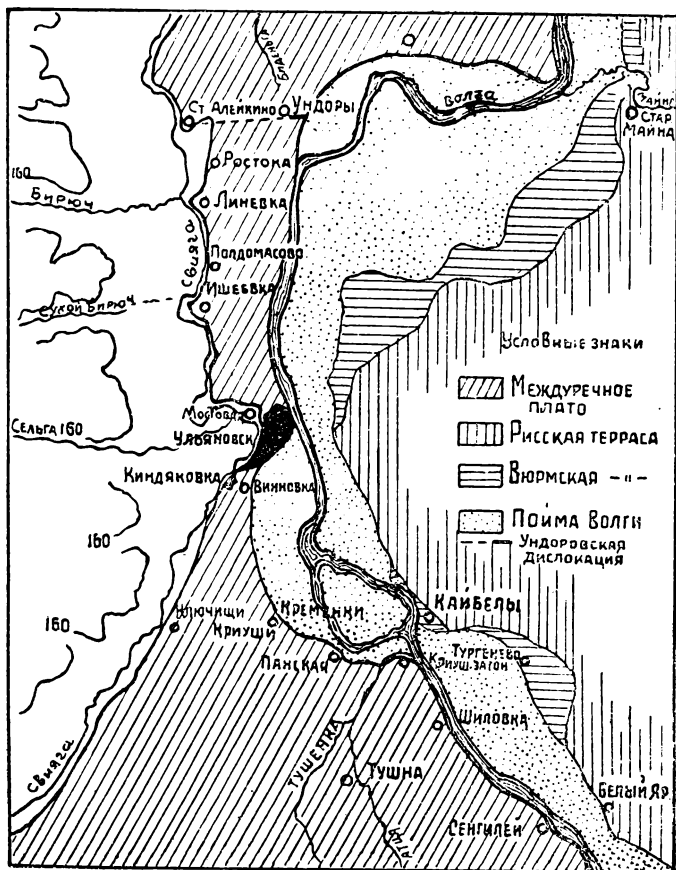 Волга
Ст Алейкино
Ундоры
Стар
Майна
Ростока
160
Бирюч
Линевка
Свияга
Полдомасово
Сухой Бирюч
Ишеевка
Условные знаки
Междуречное
плато
Мостовая
Сельга 160
Ульяновск
Рисская терраса
Киндяковка
Винновка
Вюрмская -"-
160
Пойма Волги
Ундоровская
дислокация
160
Ключищи
Криуши
Кременки
Кайбелы
Панская
Тургенево
Криуш. затон
Шиловка
Тушенка
Тушна
Свияга
Белый Яр
Сенгилей